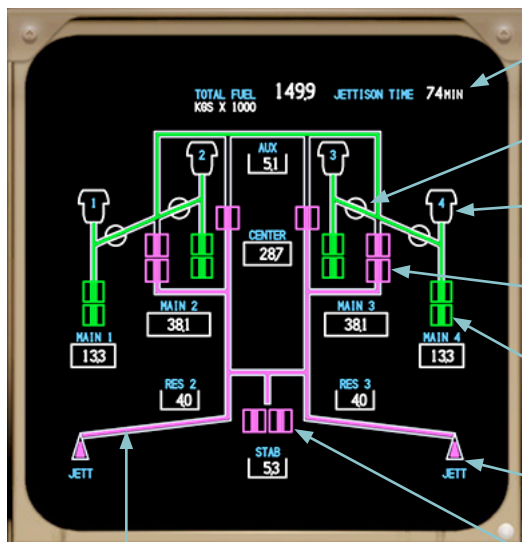 TOTAL FUEL 149.9 JETTISON TIME 74 MIN
KGS X 1000
2 AUX 3
5.1
1 4
CENTER
28.7
MAIN 2 MAIN 3
38.1 38.1
MAIN 1 MAIN 4
13.3 13.3
RES 2 RES 3
4.0 4.0
JETT STAB JETT
5.3